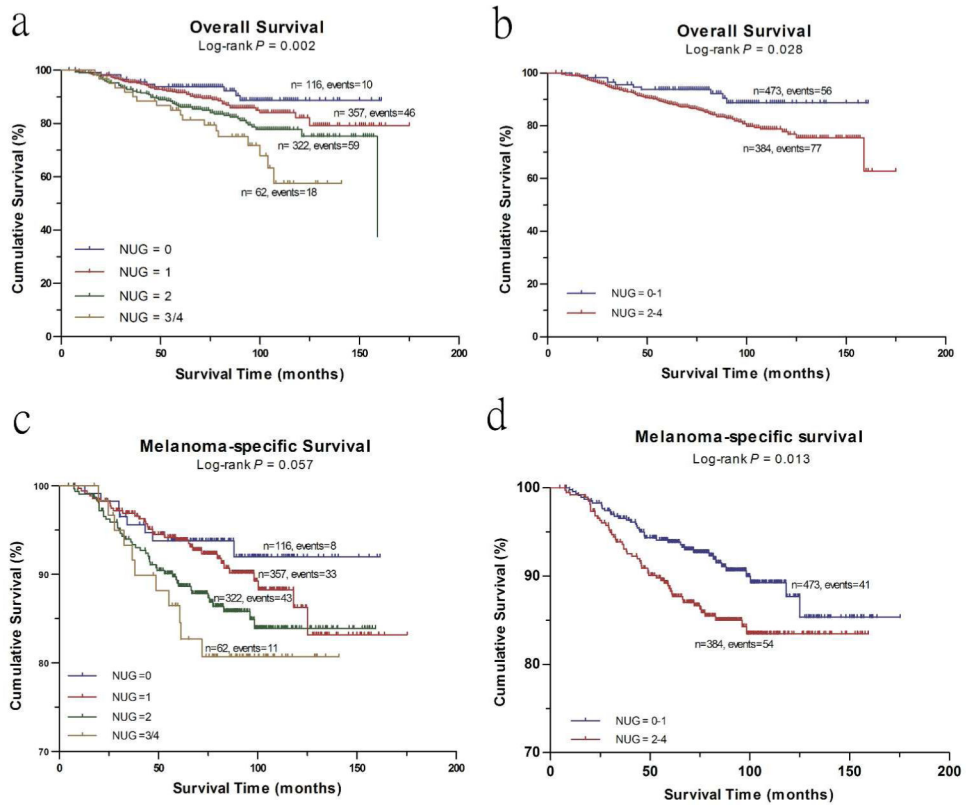 a
Overall Survival
Log-rank P = 0.002
Cumulative Survival (%)
100
80
60
40
20
0
n= 116, events=10
n= 357, events=46
n= 322, events=59
n= 62, events=18
NUG = 0
NUG = 1
NUG = 2
NUG = 3/4
0
50
100
150
200
Survival Time (months)
b
Overall Survival
Log-rank P = 0.028
Cumulative Survival (%)
100
80
60
40
20
0
n=473, events=56
n=384, events=77
NUG = 0-1
NUG = 2-4
0
50
100
150
200
Survival Time (months)
c
Melanoma-specific Survival
Log-rank P = 0.057
Cumulative Survival (%)
100
90
80
70
n=116, events=8
n=357, events=33
n=322, events=43
n=62, events=11
NUG =0
NUG =1
NUG =2
NUG =3/4
0
50
100
150
200
Survival Time (months)
d
Melanoma-specific survival
Log-rank P = 0.013
Cumulative Survival (%)
100
90
80
70
n=473, events=41
n=384, events=54
NUG = 0-1
NUG = 2-4
0
50
100
150
200
Survival Time (months)